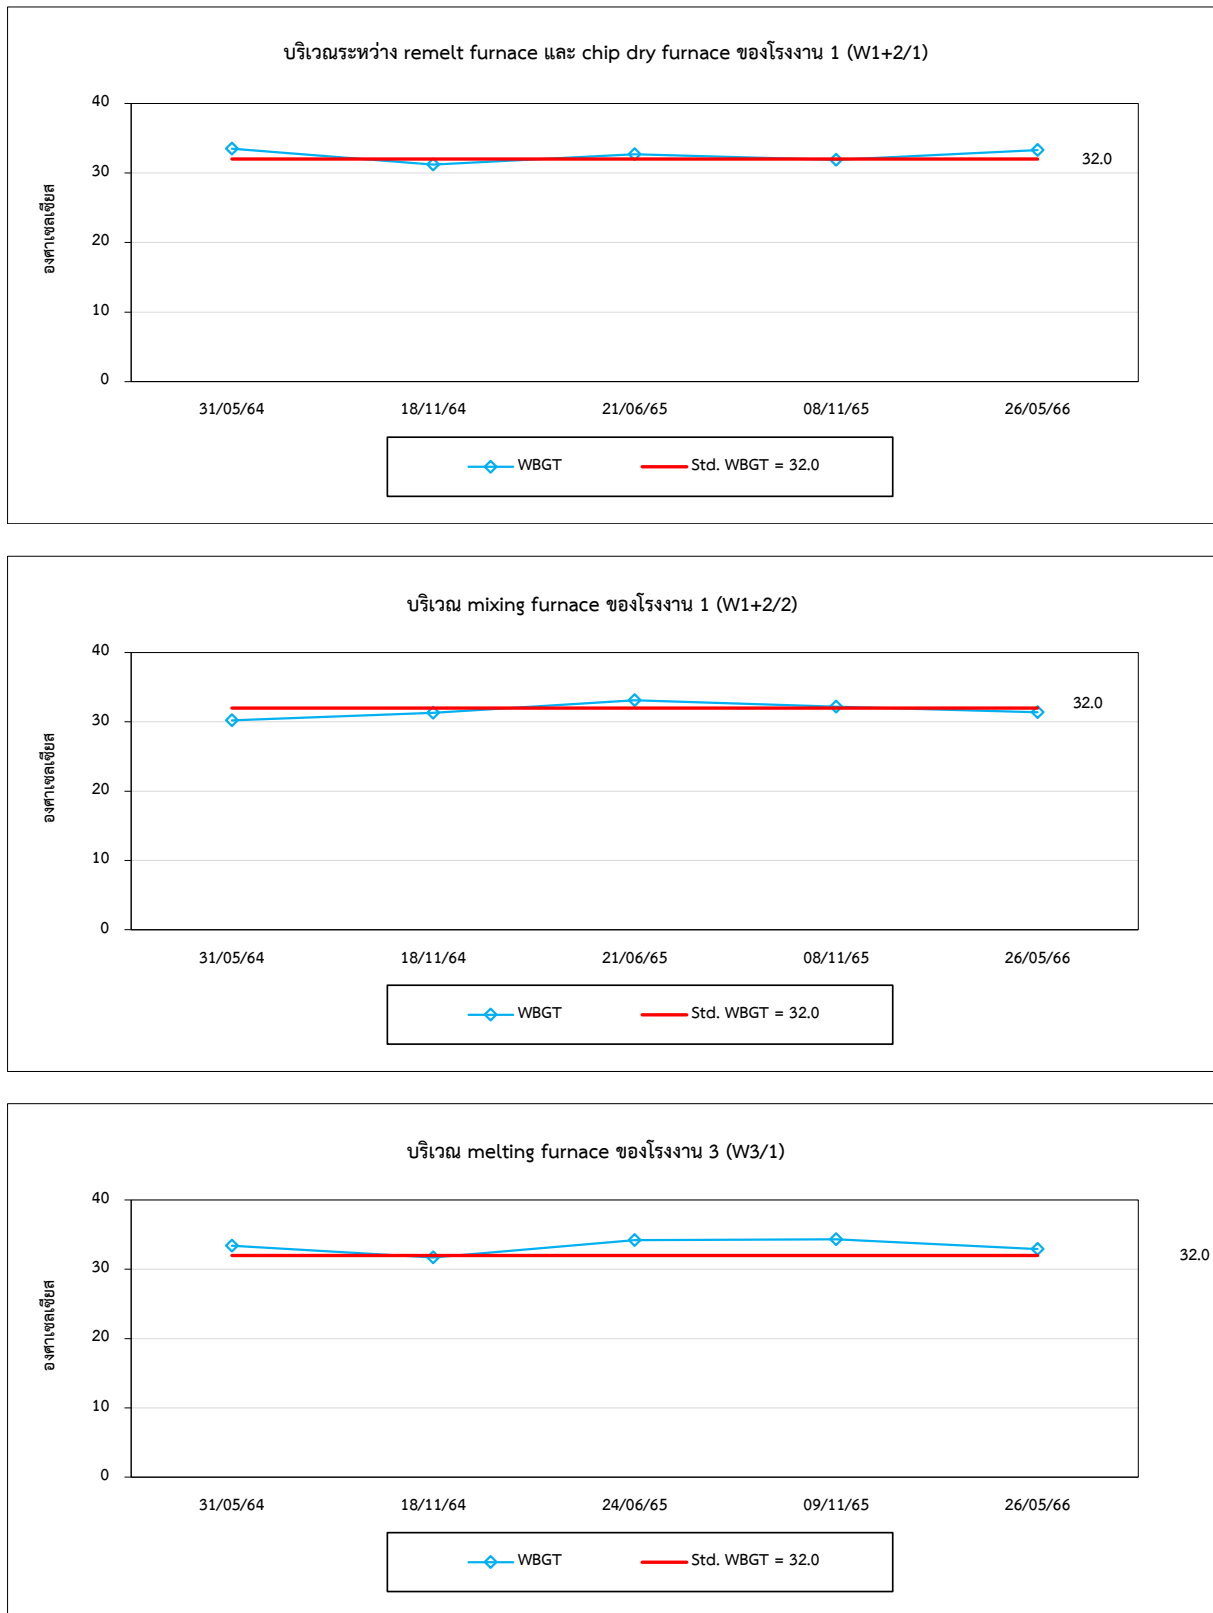 บริเวณระหว่าง remelt furnace และ chip dry furnace ของโรงงาน 1 (W1+2/1)
องศาเซลเซียส
40
30
20
10
0
32.0
31/05/64 18/11/64 21/06/65 08/11/65 26/05/66
WBGT Std. WBGT = 32.0
บริเวณ mixing furnace ของโรงงาน 1 (W1+2/2)
องศาเซลเซียส
40
30
20
10
0
32.0
31/05/64 18/11/64 21/06/65 08/11/65 26/05/66
WBGT Std. WBGT = 32.0
บริเวณ melting furnace ของโรงงาน 3 (W3/1)
องศาเซลเซียส
40
30
20
10
0
32.0
31/05/64 18/11/64 24/06/65 09/11/65 26/05/66
WBGT Std. WBGT = 32.0